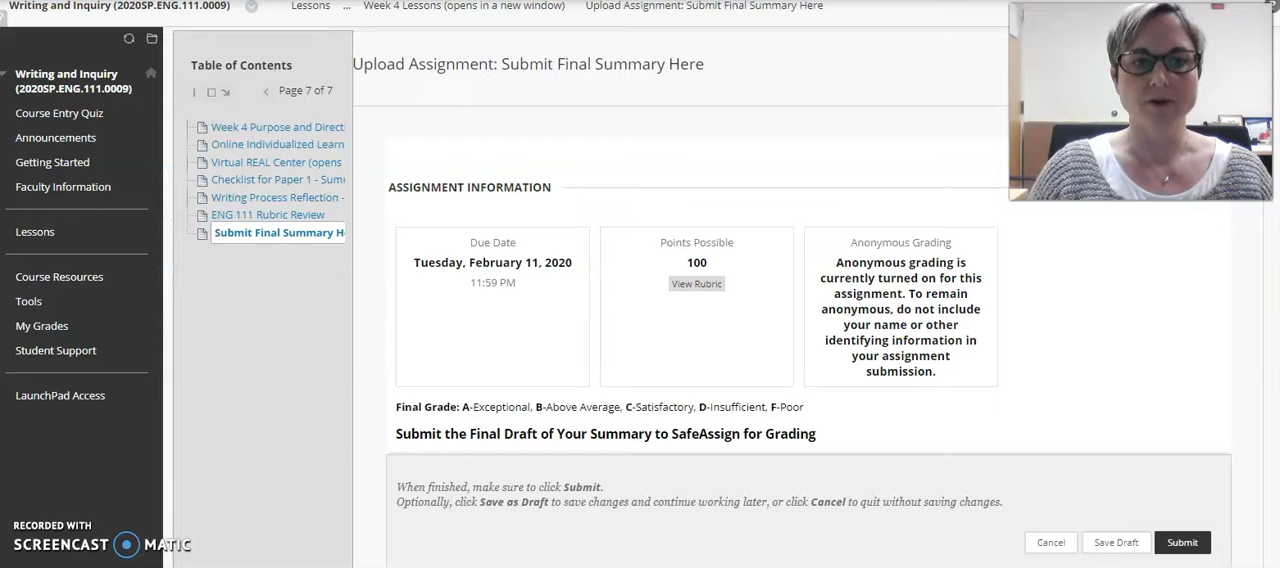 Writing and Inquiry (2020SP.ENG.111.0009)
Lessons
...
Week 4 Lessons (opens in a new window)
Upload Assignment: Submit Final Summary Here
Writing and Inquiry
(2020SP.ENG.111.0009)
Course Entry Quiz
Announcements
Getting Started
Faculty Information
Lessons
Course Resources
Tools
My Grades
Student Support
LaunchPad Access
RECORDED WITH
SCREENCAST MATIC
Table of Contents
Page 7 of 7
Week 4 Purpose and Directi
Online Individualized Learn
Virtual REAL Center (opens
Checklist for Paper 1 - Sum
Writing Process Reflection -
ENG 111 Rubric Review
Submit Final Summary H
Upload Assignment: Submit Final Summary Here
ASSIGNMENT INFORMATION
Due Date
Tuesday, February 11, 2020
11:59 PM
Points Possible
100
View Rubric
Anonymous Grading
Anonymous grading is
currently turned on for this
assignment. To remain
anonymous, do not include
your name or other
identifying information in
your assignment
submission.
Final Grade: A-Exceptional, B-Above Average, C-Satisfactory, D-Insufficient, F-Poor
Submit the Final Draft of Your Summary to SafeAssign for Grading
When finished, make sure to click Submit.
Optionally, click Save as Draft to save changes and continue working later, or click Cancel to quit without saving changes.
Cancel
Save Draft
Submit